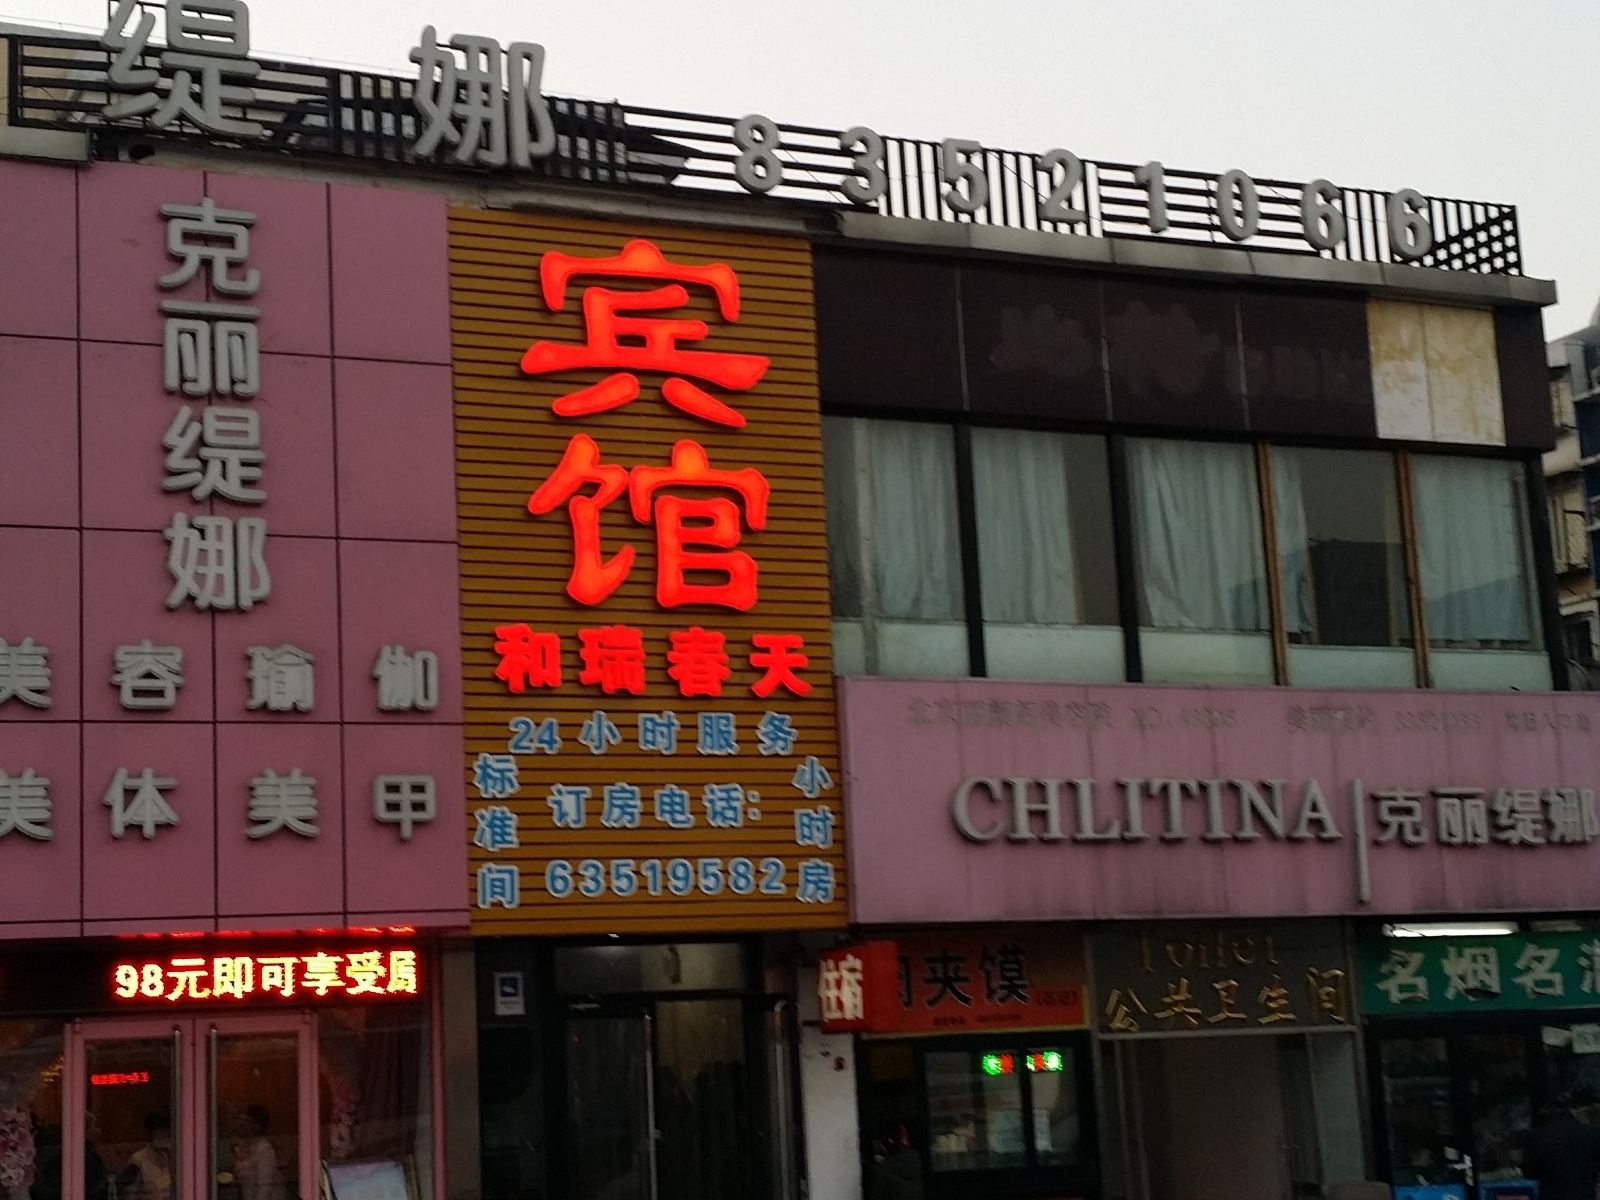 缇娜 83521066
克丽缇娜
美容瑜伽
美体美甲
宾馆
和瑞春天
24小时服务
标准间
订房电话:
小时房
63519582
CHLITINA 克丽缇娜
98元即可享受
住宿
肉夹馍
Toilet
公共卫生间
名烟名酒